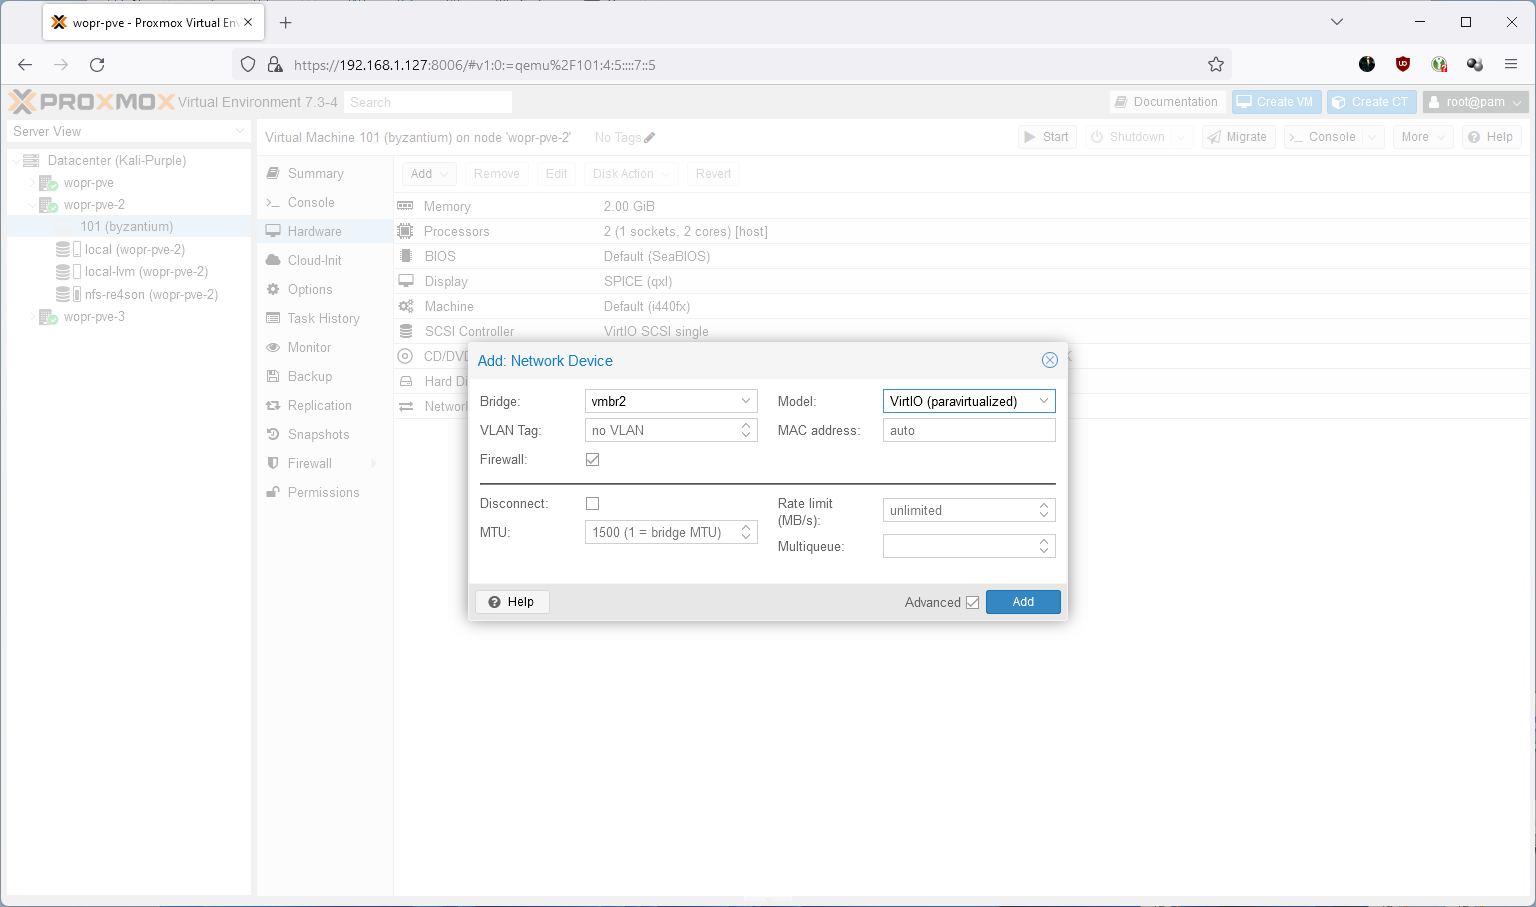 wopr-pve - Proxmox Virtual En
https://192.168.1.127:8006/#v1:0:=qemu%2F101:4:5::::7::5
PROXMOX Virtual Environment 7.3-4 Search Documentation Create VM Create CT root@pam
Server View
Virtual Machine 101 (byzantium) on node 'wopr-pve-2' No Tags Start Shutdown Migrate >_ Console More Help
Datacenter (Kali-Purple)
wopr-pve
wopr-pve-2
101 (byzantium)
local (wopr-pve-2)
local-lvm (wopr-pve-2)
nfs-re4son (wopr-pve-2)
wopr-pve-3
Summary
>_ Console
Hardware
Cloud-Init
Options
Task History
Monitor
Backup
Replication
Snapshots
Firewall
Permissions
Add Remove Edit Disk Action Revert
Memory 2.00 GiB
Processors 2 (1 sockets, 2 cores) [host]
BIOS Default (SeaBIOS)
Display SPICE (qxl)
Machine Default (i440fx)
SCSI Controller VirtIO SCSI single
CD/DVD
Hard Di
Network
Add: Network Device
Bridge: vmbr2 Model: VirtIO (paravirtualized)
VLAN Tag: no VLAN MAC address: auto
Firewall:
Disconnect: Rate limit (MB/s): unlimited
MTU: 1500 (1 = bridge MTU) Multiqueue:
Help Advanced Add